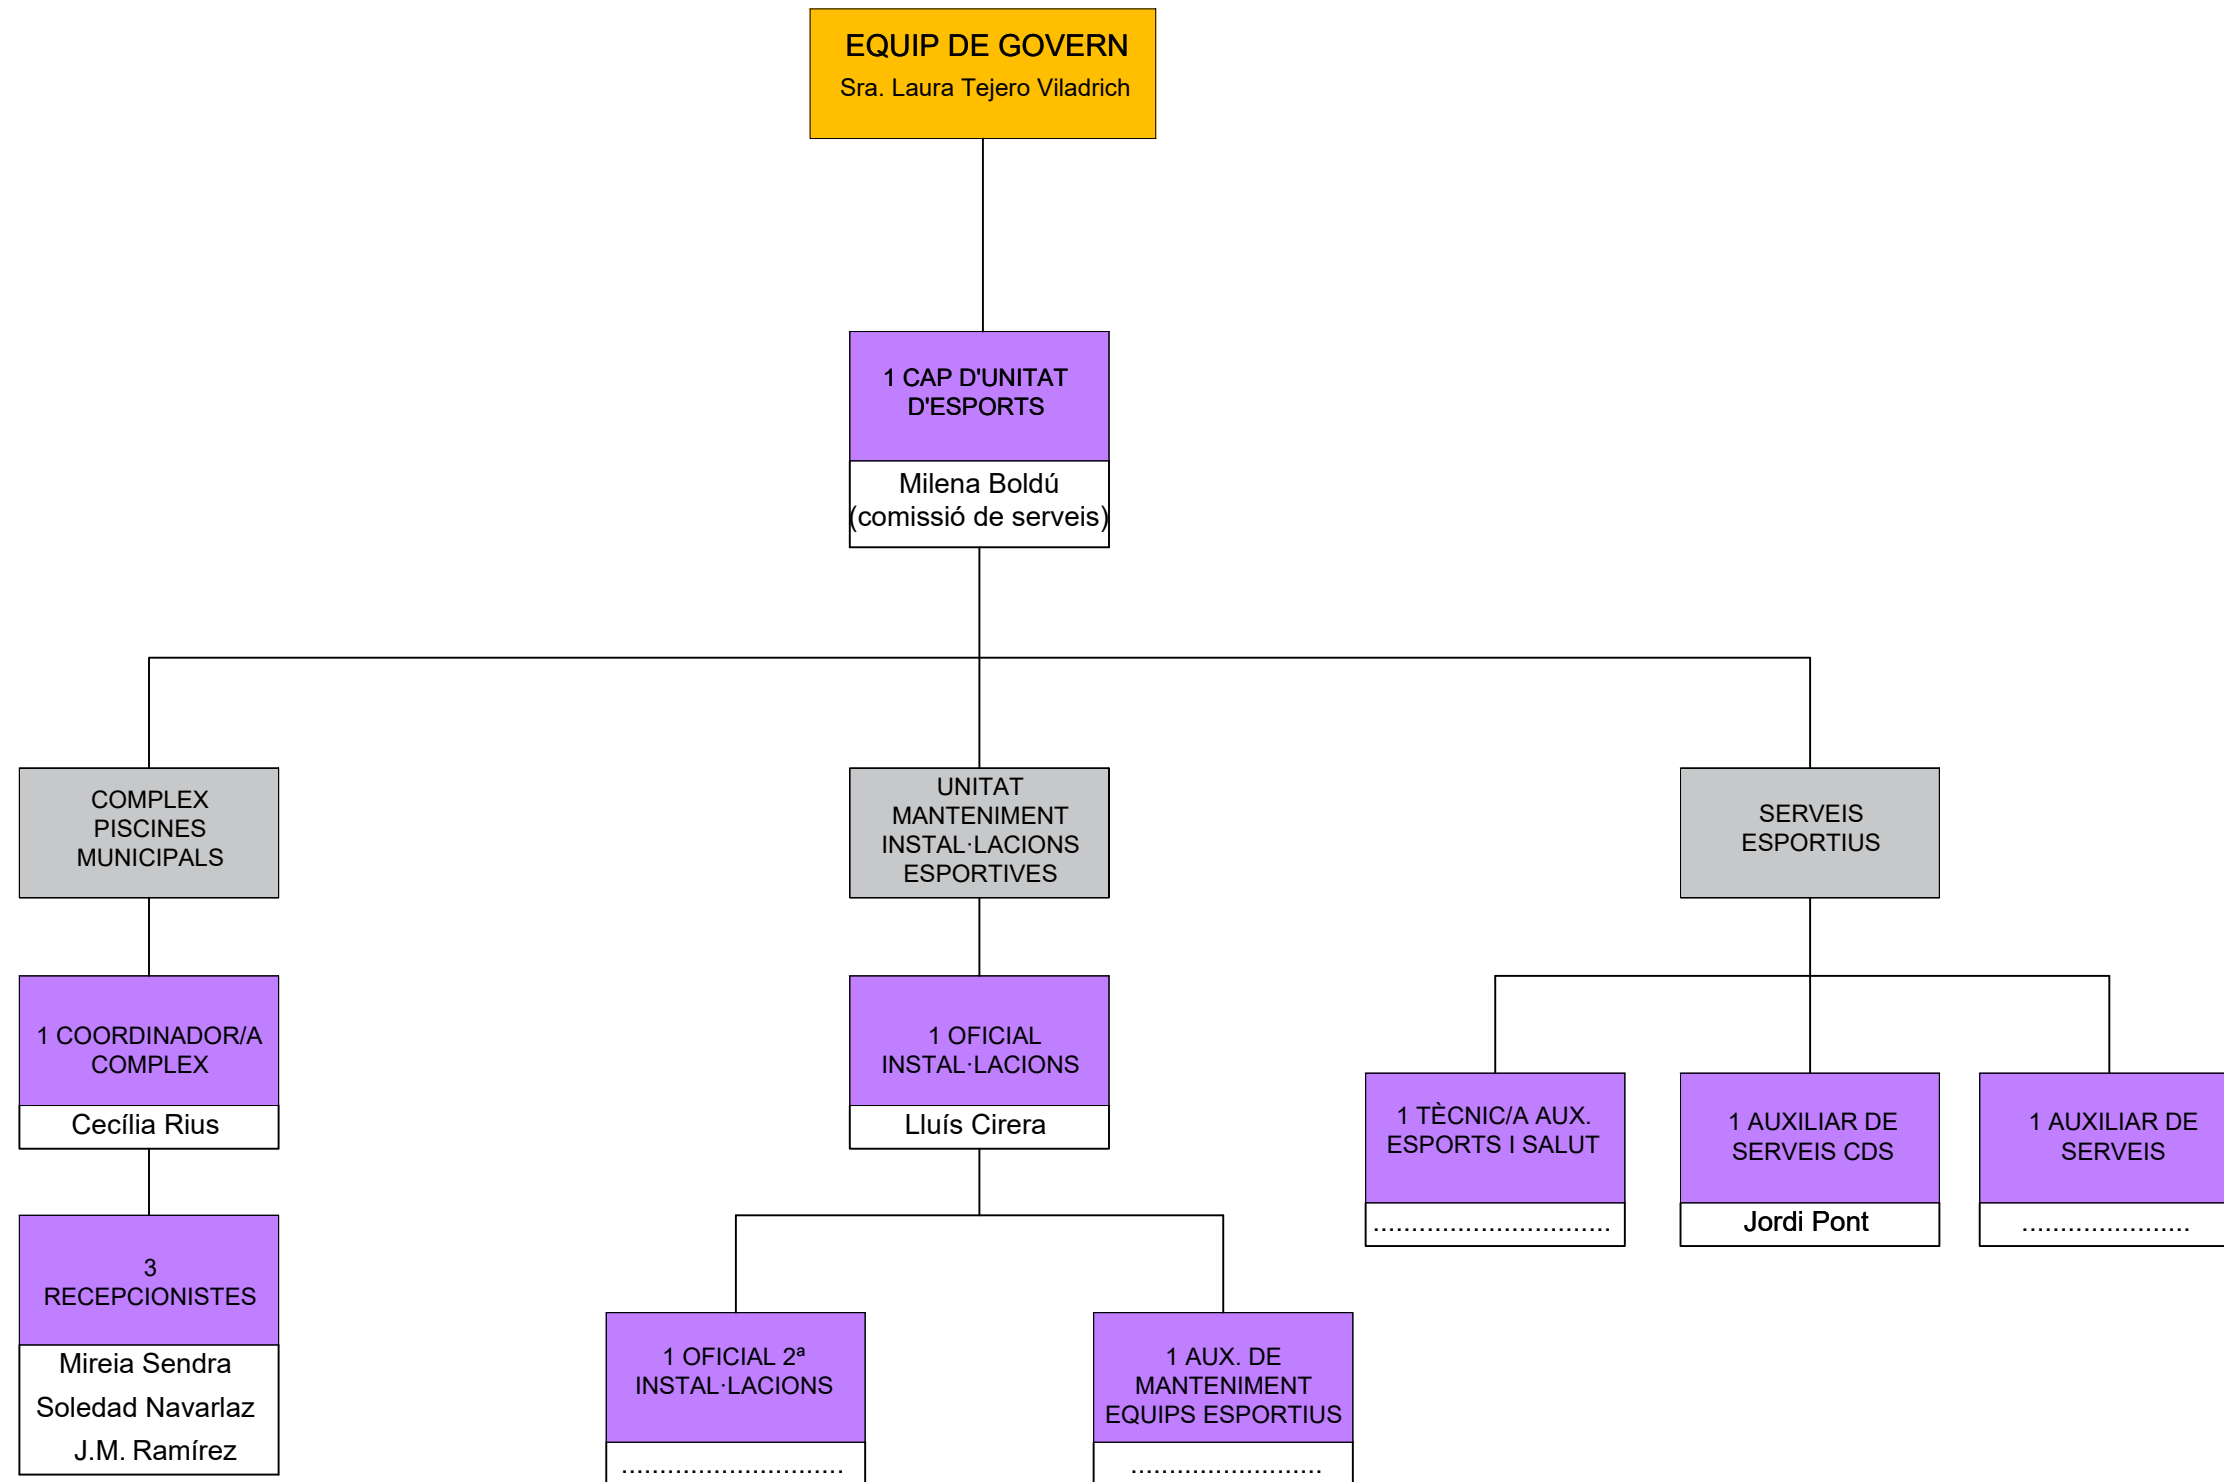 EQUIP DE GOVERN
Sra. Laura Tejero Viladrich
1 CAP D'UNITAT
D'ESPORTS
Milena Boldú
(comissió de serveis)
COMPLEX
PISCINES
MUNICIPALS
UNITAT
MANTENIMENT
INSTAL·LACIONS
ESPORTIVES
SERVEIS
ESPORTIUS
1 COORDINADOR/A
COMPLEX
Cecília Rius
1 OFICIAL
INSTAL·LACIONS
Lluís Cirera
1 TÈCNIC/A AUX.
ESPORTS I SALUT
...............................
1 AUXILIAR DE
SERVEIS CDS
Jordi Pont
1 AUXILIAR DE
SERVEIS
......................
3
RECEPCIONISTES
Mireia Sendra
Soledad Navarlaz
J.M. Ramírez
1 OFICIAL 2ª
INSTAL·LACIONS
.............................
1 AUX. DE
MANTENIMENT
EQUIPS ESPORTIUS
.........................